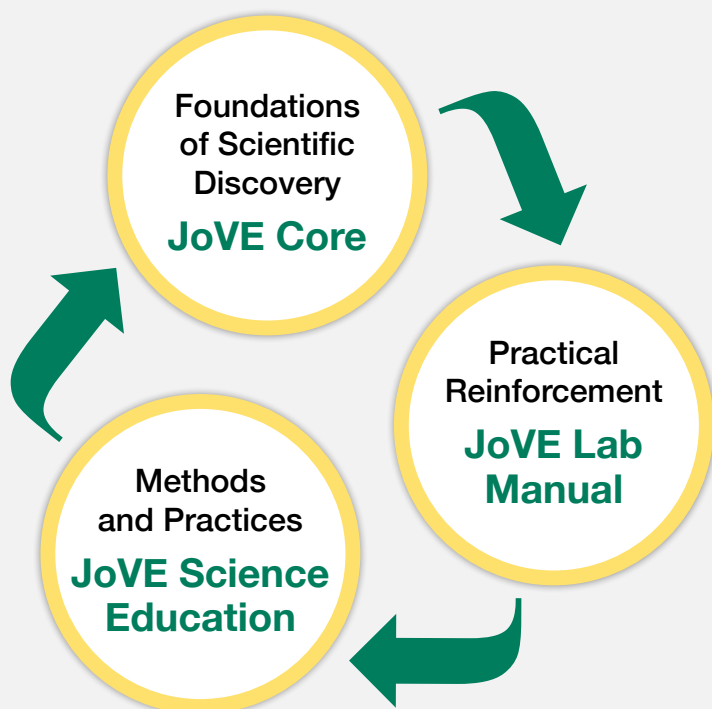 Foundations
of Scientific
Discovery
JoVE Core
Practical
Reinforcement
JoVE Lab
Manual
Methods
and Practices
JoVE Science
Education